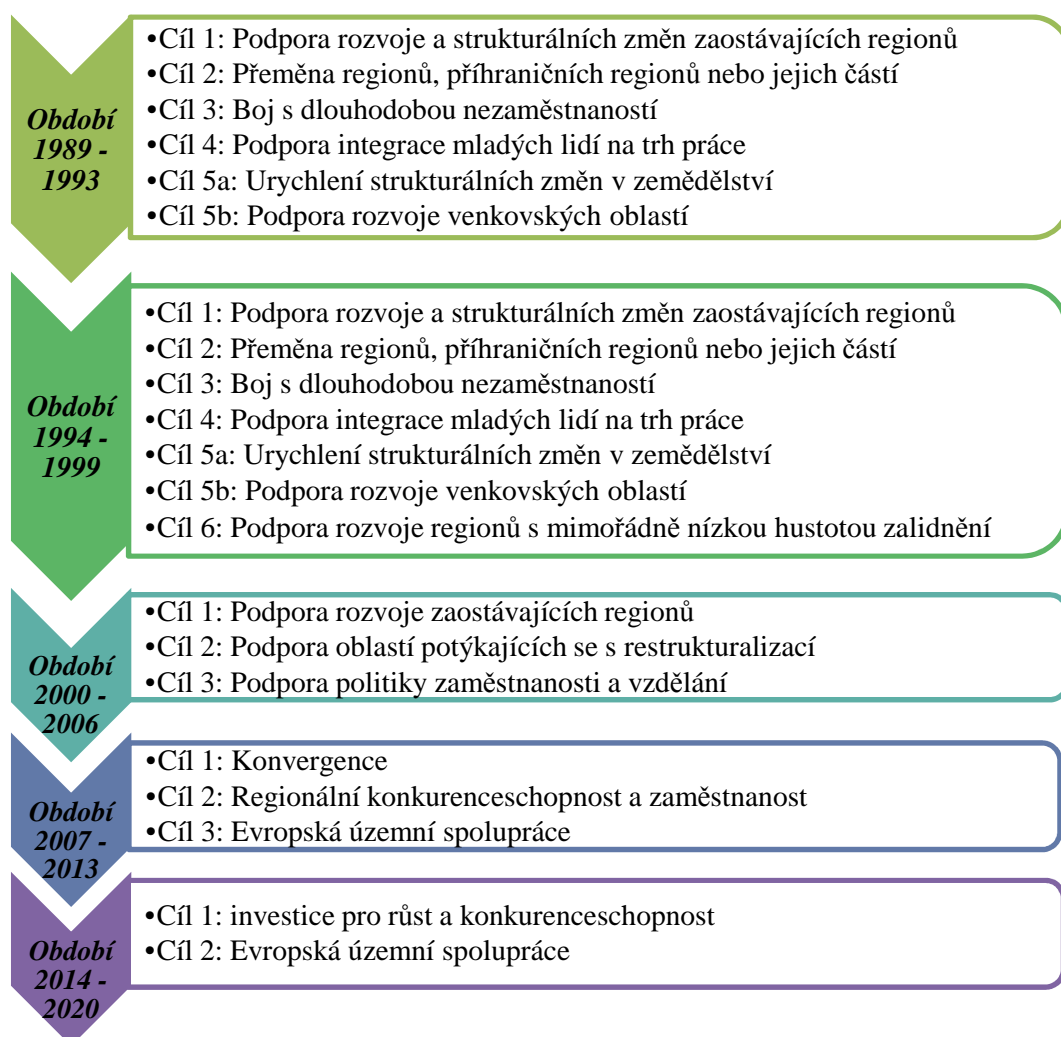 Období
1989 -
1993
•Cíl 1: Podpora rozvoje a strukturálních změn zaostávajících regionů
•Cíl 2: Přeměna regionů, příhraničních regionů nebo jejich částí
•Cíl 3: Boj s dlouhodobou nezaměstnaností
•Cíl 4: Podpora integrace mladých lidí na trh práce
•Cíl 5a: Urychlení strukturálních změn v zemědělství
•Cíl 5b: Podpora rozvoje venkovských oblastí
Období
1994 -
1999
•Cíl 1: Podpora rozvoje a strukturálních změn zaostávajících regionů
•Cíl 2: Přeměna regionů, příhraničních regionů nebo jejich částí
•Cíl 3: Boj s dlouhodobou nezaměstnaností
•Cíl 4: Podpora integrace mladých lidí na trh práce
•Cíl 5a: Urychlení strukturálních změn v zemědělství
•Cíl 5b: Podpora rozvoje venkovských oblastí
•Cíl 6: Podpora rozvoje regionů s mimořádně nízkou hustotou zalidnění
Období
2000 -
2006
•Cíl 1: Podpora rozvoje zaostávajících regionů
•Cíl 2: Podpora oblastí potýkajících se s restrukturalizací
•Cíl 3: Podpora politiky zaměstnanosti a vzdělání
Období
2007 -
2013
•Cíl 1: Konvergence
•Cíl 2: Regionální konkurenceschopnost a zaměstnanost
•Cíl 3: Evropská územní spolupráce
Období
2014 -
2020
•Cíl 1: investice pro růst a konkurenceschopnost
•Cíl 2: Evropská územní spolupráce